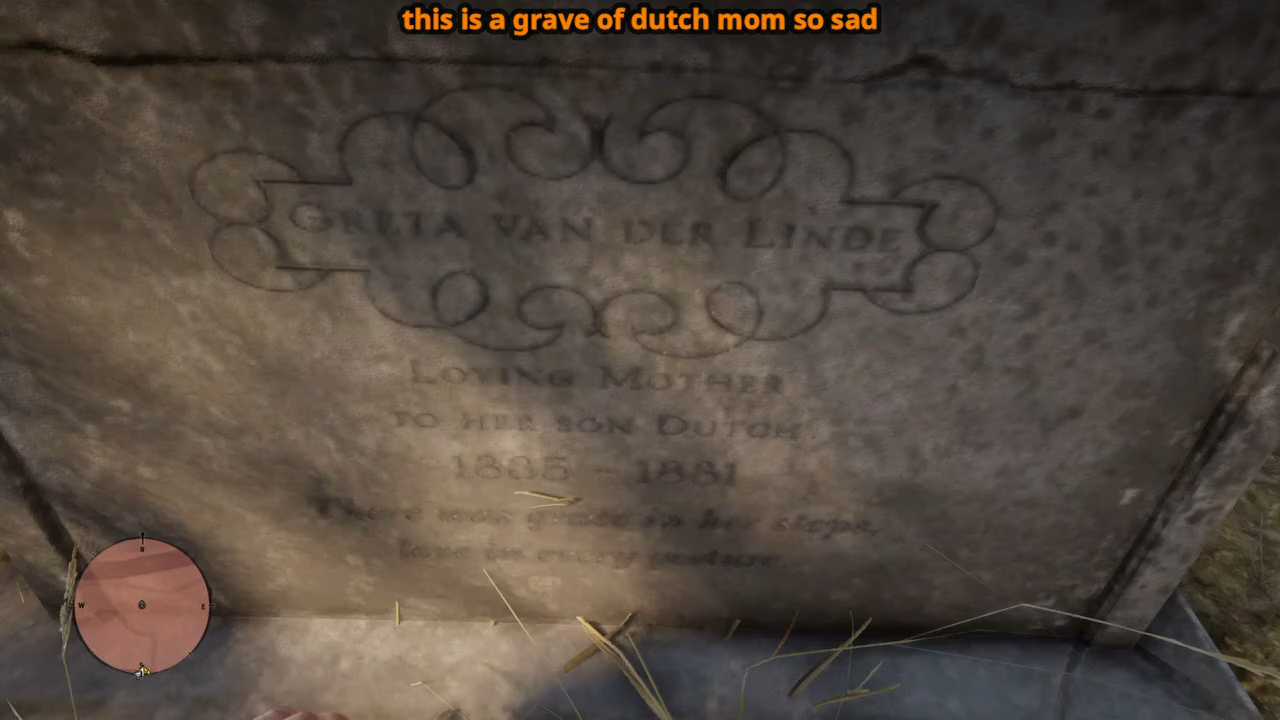 this is a grave of dutch mom so sad
GRETA VAN DER LINDE
LOVING MOTHER
TO HER SON DUTCH
1835 – 1881
There was grace in her steps,
love in every gesture.
N
W
E